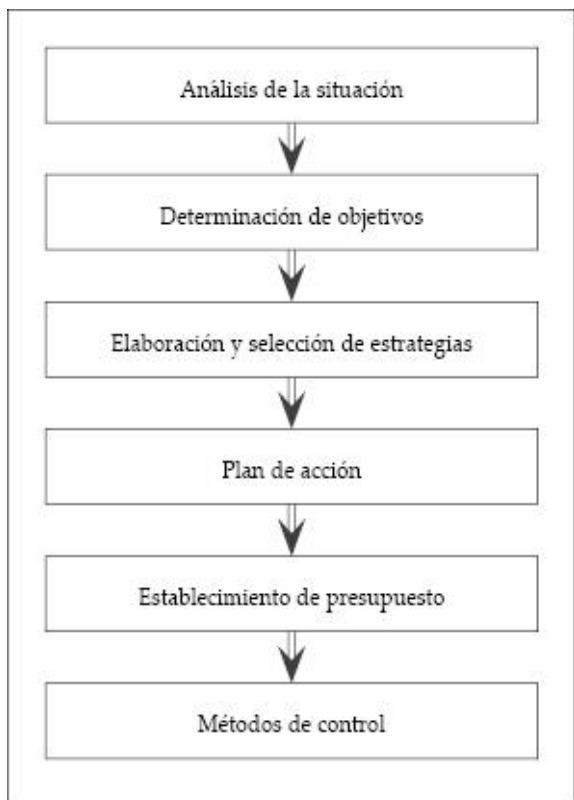 Análisis de la situación
Determinación de objetivos
Elaboración y selección de estrategias
Plan de acción
Establecimiento de presupuesto
Métodos de control